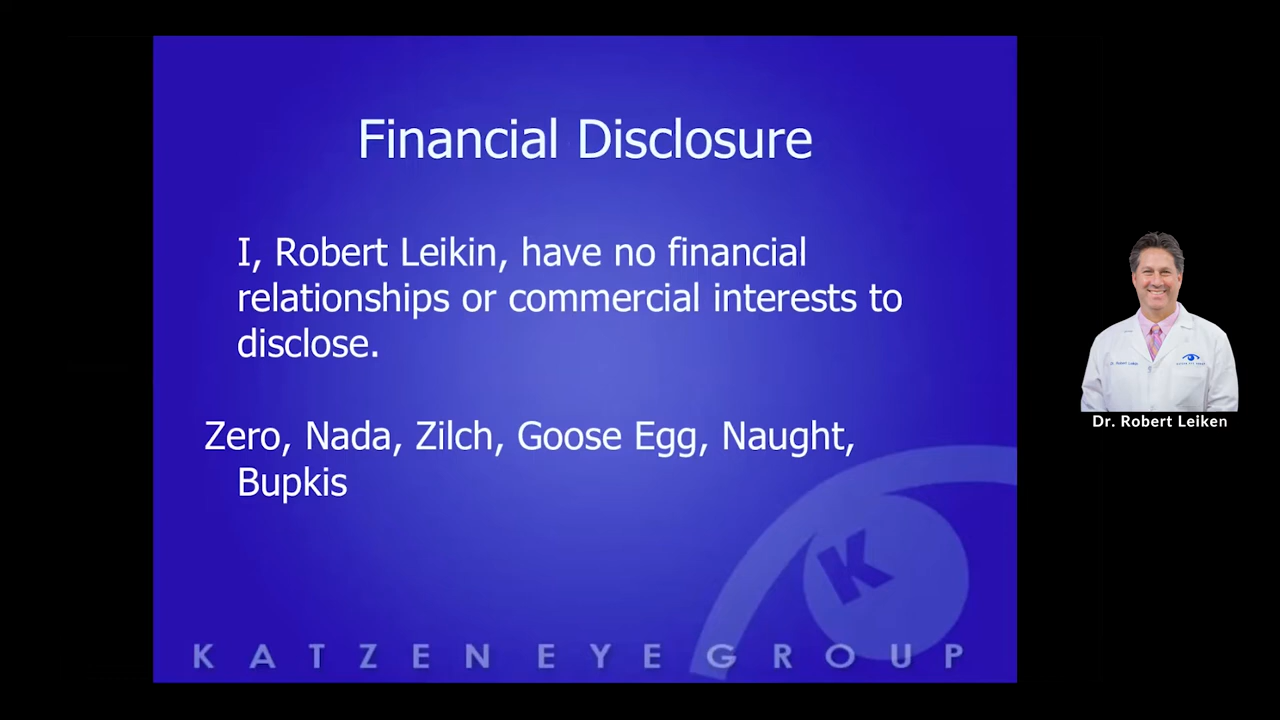 Financial Disclosure
I, Robert Leikin, have no financial
relationships or commercial interests to
disclose.
Zero, Nada, Zilch, Goose Egg, Naught,
Bupkis
K
KATZEN EYE GROUP
Dr. Robert Leiken